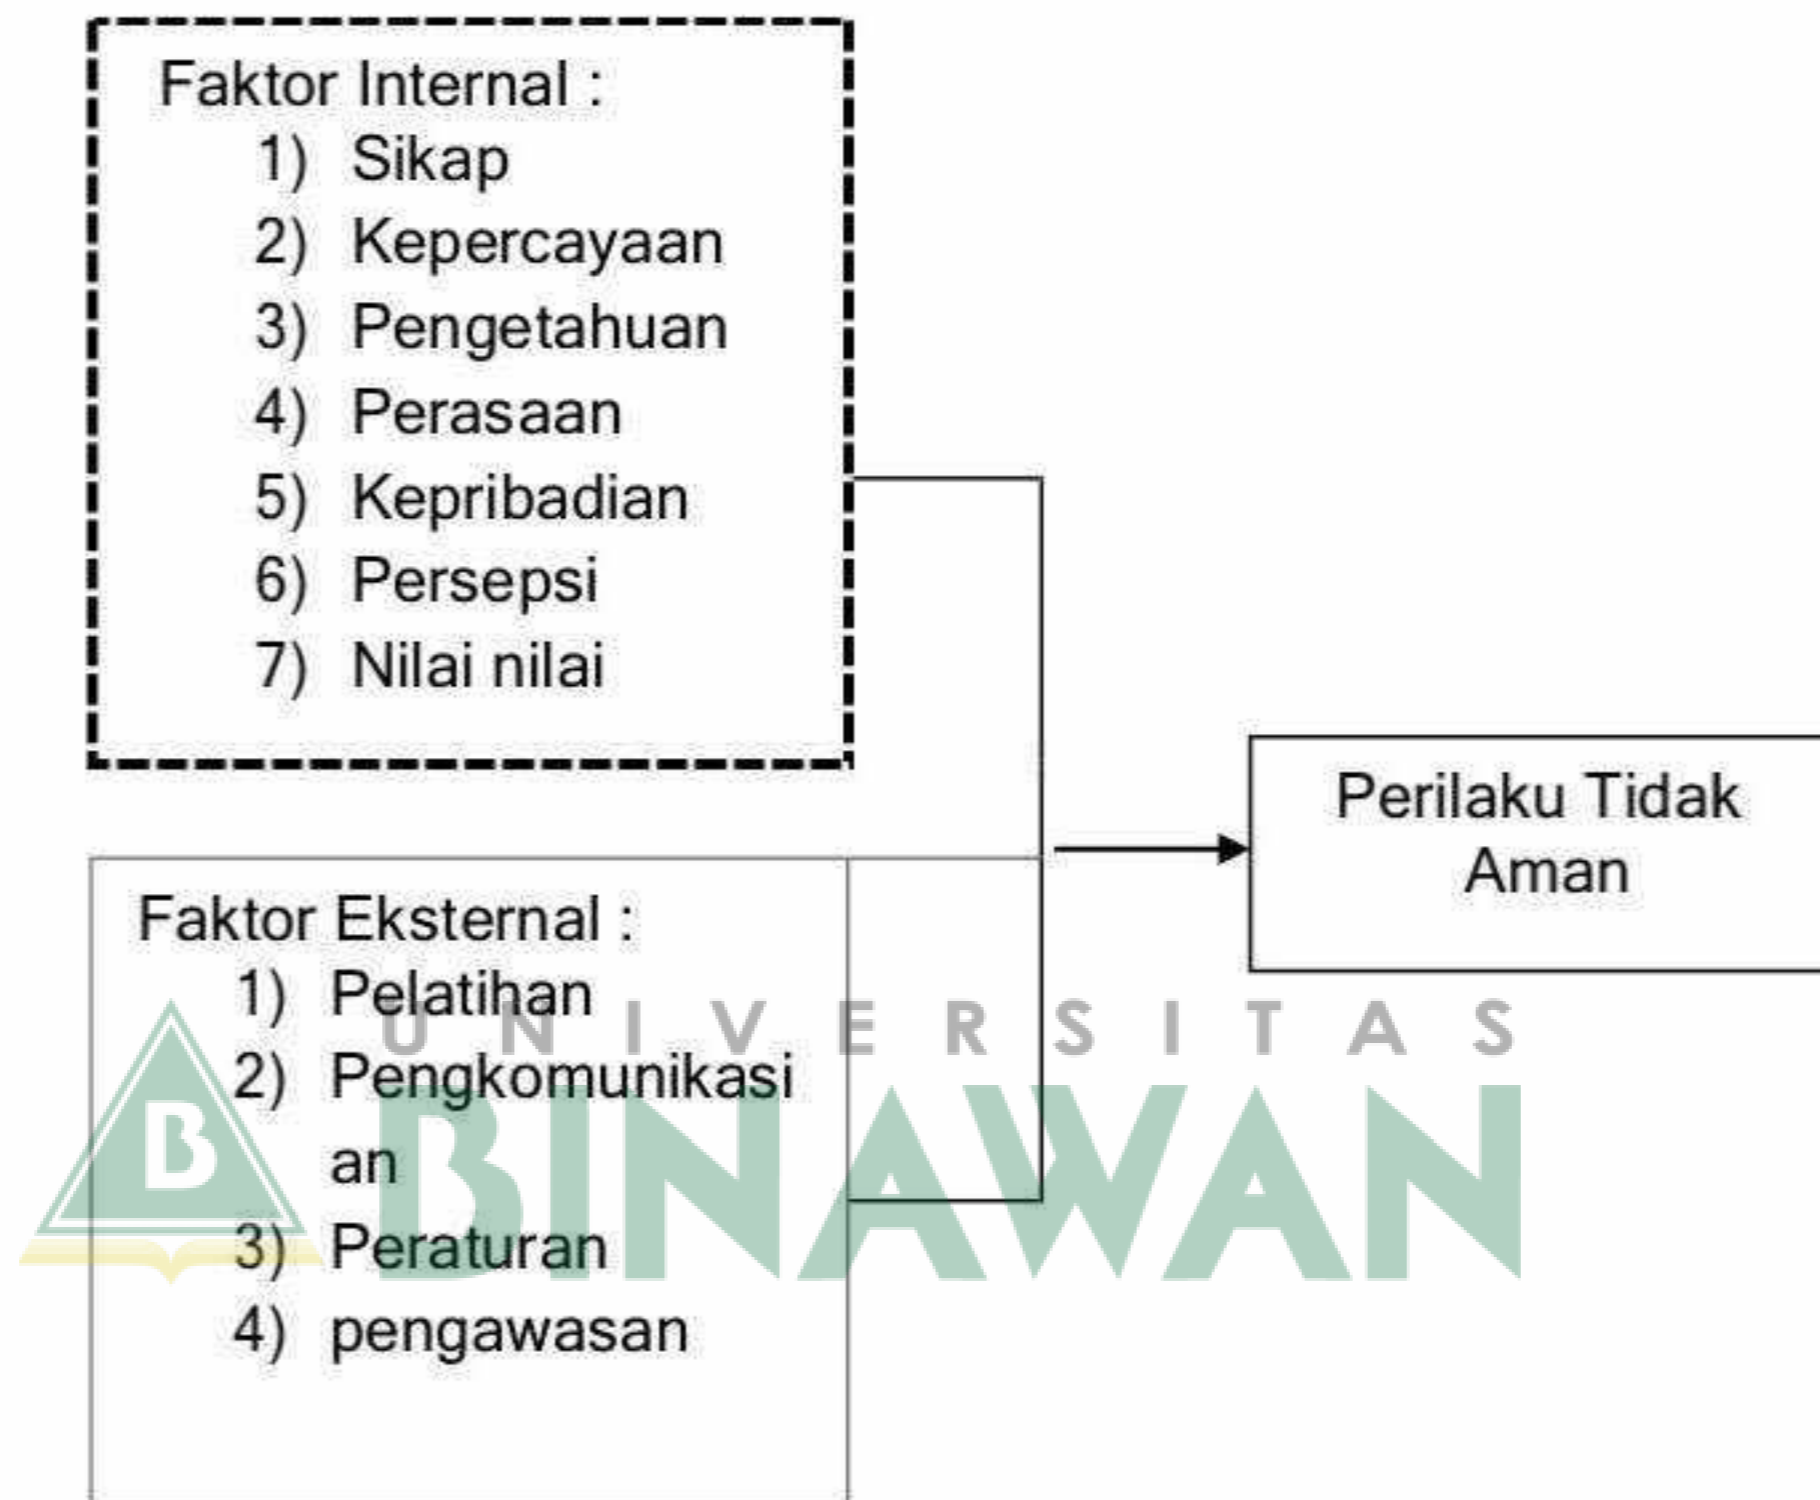 Faktor Internal :
1) Sikap
2) Kepercayaan
3) Pengetahuan
4) Perasaan
5) Kepribadian
6) Persepsi
7) Nilai nilai
Perilaku Tidak
Aman
Faktor Eksternal :
1) Pelatihan
2) Pengkomunikasi
an
3) Peraturan
4) pengawasan
UNIVERSITAS
B
BINAWAN